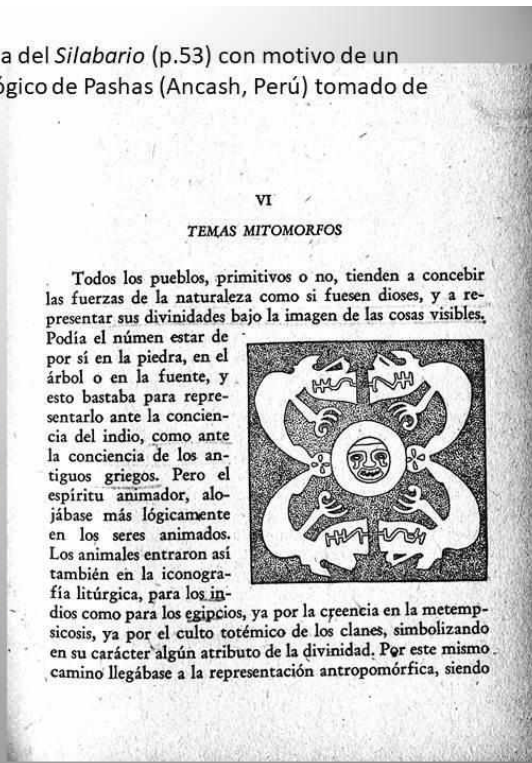 a del Silabario (p.53) con motivo de un
ógico de Pashas (Ancash, Perú) tomado de
VI
TEMAS MITOMORFOS
Todos los pueblos, primitivos o no, tienden a concebir
las fuerzas de la naturaleza como si fuesen dioses, y a re-
presentar sus divinidades bajo la imagen de las cosas visibles.
Podía el númen estar de
por sí en la piedra, en el
árbol o en la fuente, y
esto bastaba para repre-
sentarlo ante la concien-
cia del indio, como ante
la conciencia de los an-
tiguos griegos. Pero el
espíritu animador, alo-
jábase más lógicamente
en los seres animados.
Los animales entraron así
también en la iconogra-
fía litúrgica, para los in-
dios como para los egipcios, ya por la creencia en la metemp-
sicosis, ya por el culto totémico de los clanes, simbolizando
en su carácter algún atributo de la divinidad. Por este mismo
camino llegábase a la representación antropomórfica, siendo